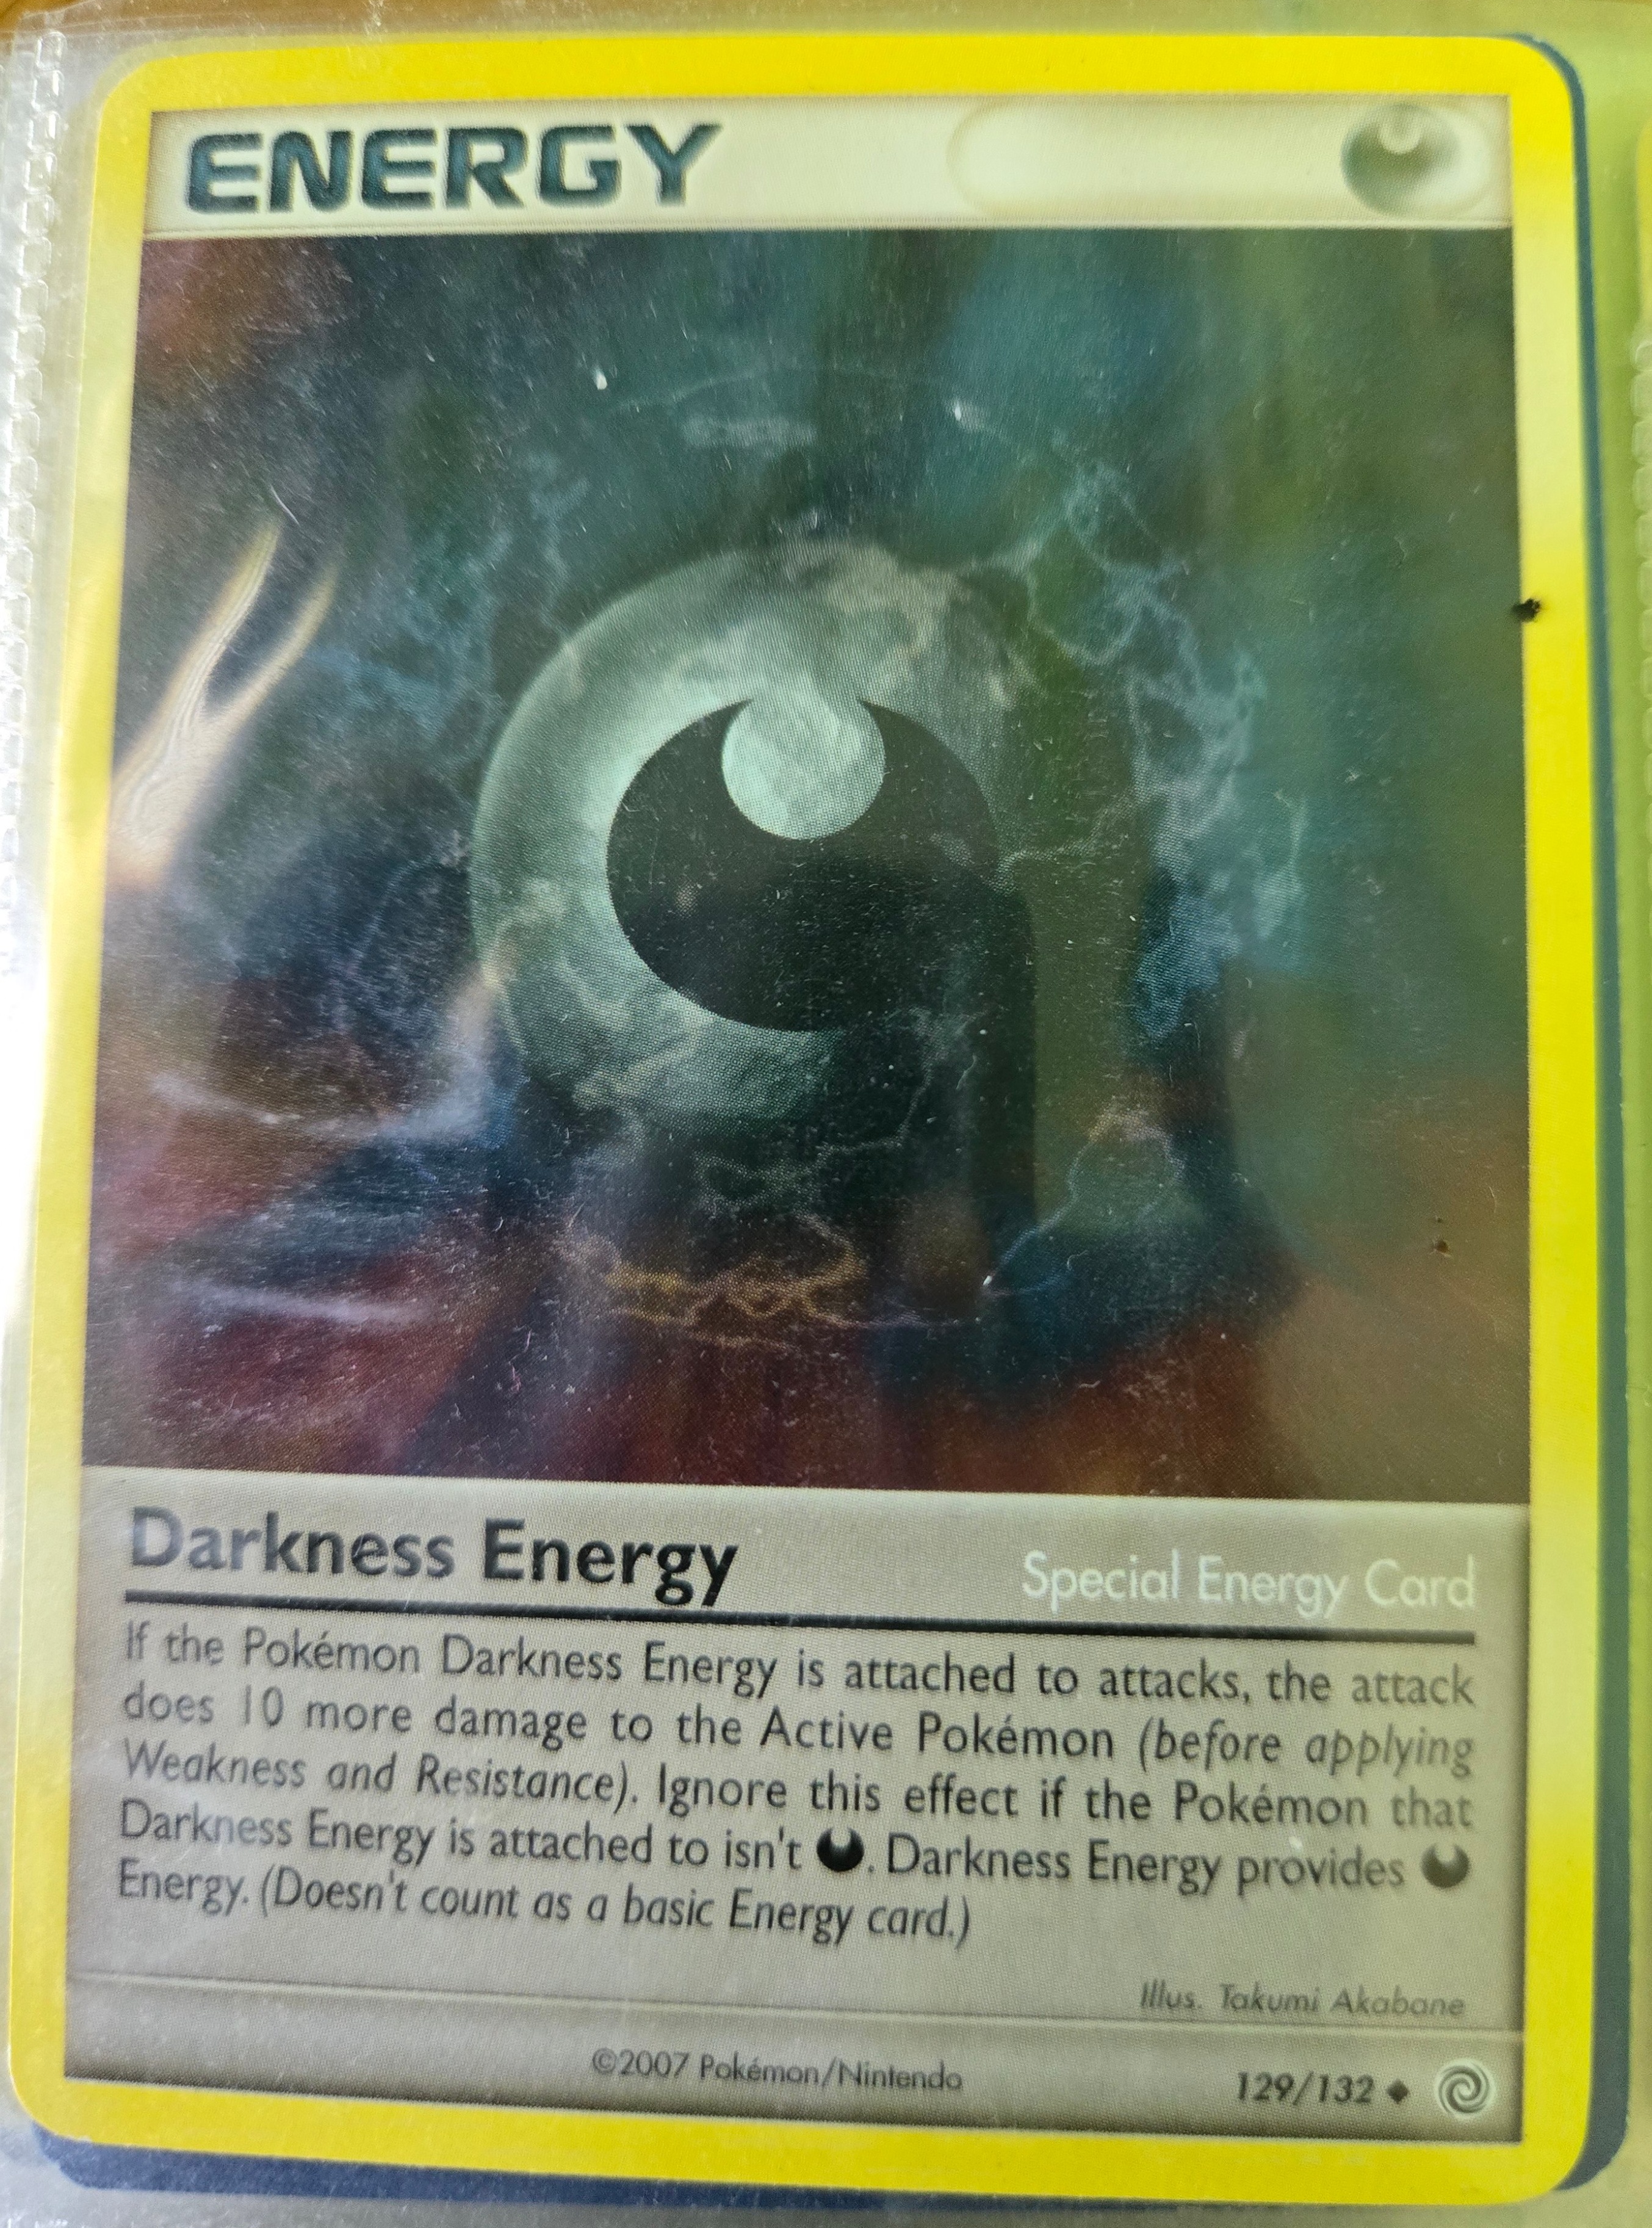 ENERGY
Darkness Energy
Special Energy Card
If the Pokémon Darkness Energy is attached to attacks, the attack
does 10 more damage to the Active Pokémon (before applying
Weakness and Resistance). Ignore this effect if the Pokémon that
Darkness Energy is attached to isn't . Darkness Energy provides
Energy. (Doesn't count as a basic Energy card.)
Illus. Takumi Akabane
©2007 Pokémon/Nintendo
129/132